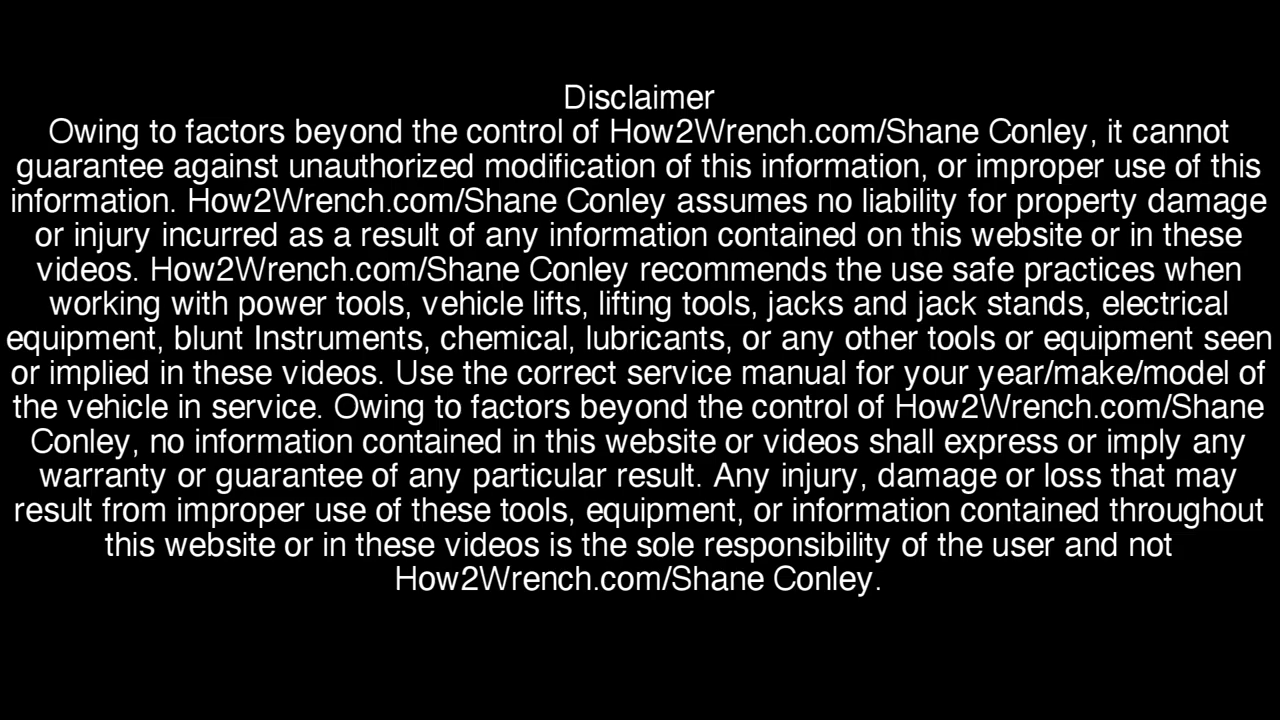 Disclaimer
Owing to factors beyond the control of How2Wrench.com/Shane Conley, it cannot
guarantee against unauthorized modification of this information, or improper use of this
information. How2Wrench.com/Shane Conley assumes no liability for property damage
or injury incurred as a result of any information contained on this website or in these
videos. How2Wrench.com/Shane Conley recommends the use safe practices when
working with power tools, vehicle lifts, lifting tools, jacks and jack stands, electrical
equipment, blunt Instruments, chemical, lubricants, or any other tools or equipment seen
or implied in these videos. Use the correct service manual for your year/make/model of
the vehicle in service. Owing to factors beyond the control of How2Wrench.com/Shane
Conley, no information contained in this website or videos shall express or imply any
warranty or guarantee of any particular result. Any injury, damage or loss that may
result from improper use of these tools, equipment, or information contained throughout
this website or in these videos is the sole responsibility of the user and not
How2Wrench.com/Shane Conley.